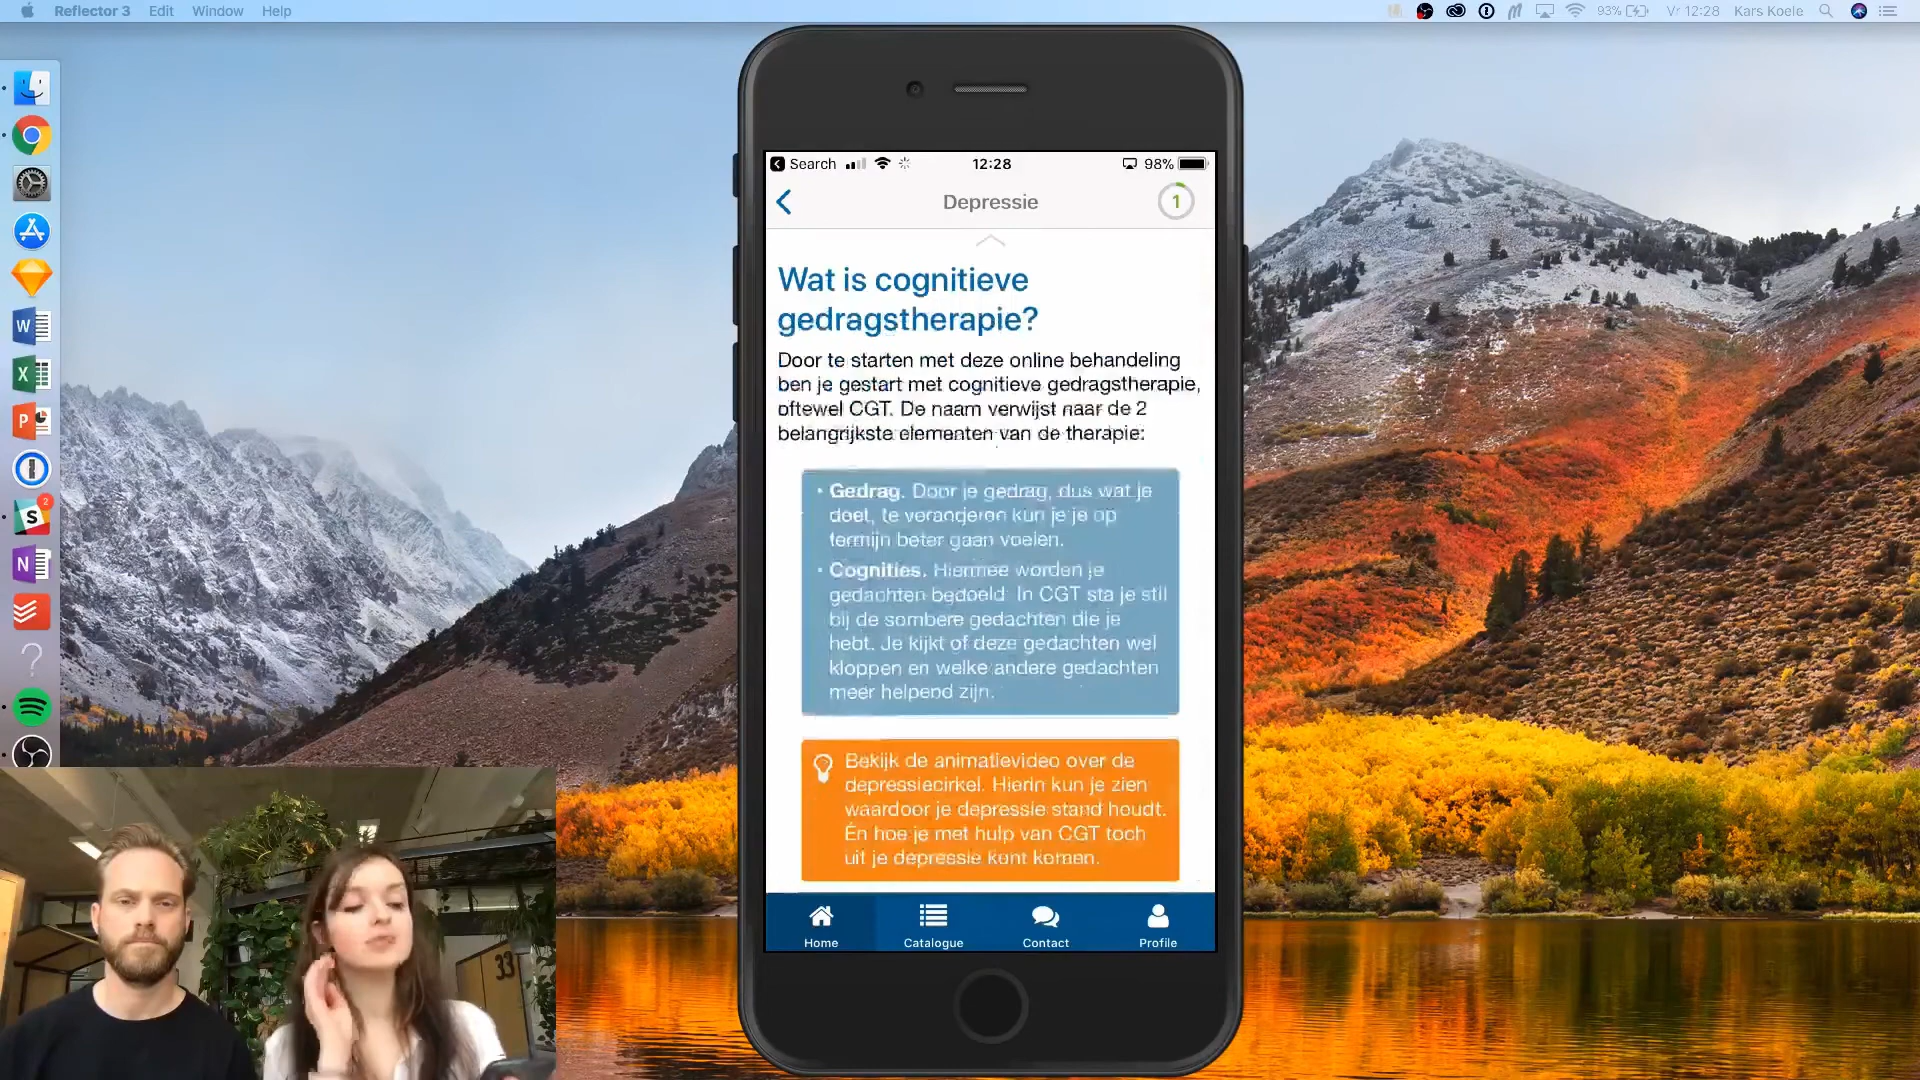 Reflector 3 Edit Window Help
93% Vr 12:28 Kars Koele
Search 12:28 98%
Depressie 1
Wat is cognitieve
gedragstherapie?
Door te starten met deze online behandeling
ben je gestart met cognitieve gedragstherapie,
oftewel CGT. De naam verwijst naar de 2
belangrijkste elementen van de therapie:
• Gedrag. Door je gedrag, dus wat je
doet, te veranderen kun je je op
termijn beter gaan voelen.
• Cognities. Hiermee worden je
gedachten bedoeld. In CGT sta je stil
bij de sombere gedachten die je
hebt. Je kijkt of deze gedachten wel
kloppen en welke andere gedachten
meer helpend zijn.
Bekijk de animatievideo over de
depressiecirkel. Hierin kun je zien
waardoor je depressie stand houdt.
Én hoe je met hulp van CGT toch
uit je depressie kunt komen.
Home Catalogue Contact Profile
W
X
P
S 2
N
?
33